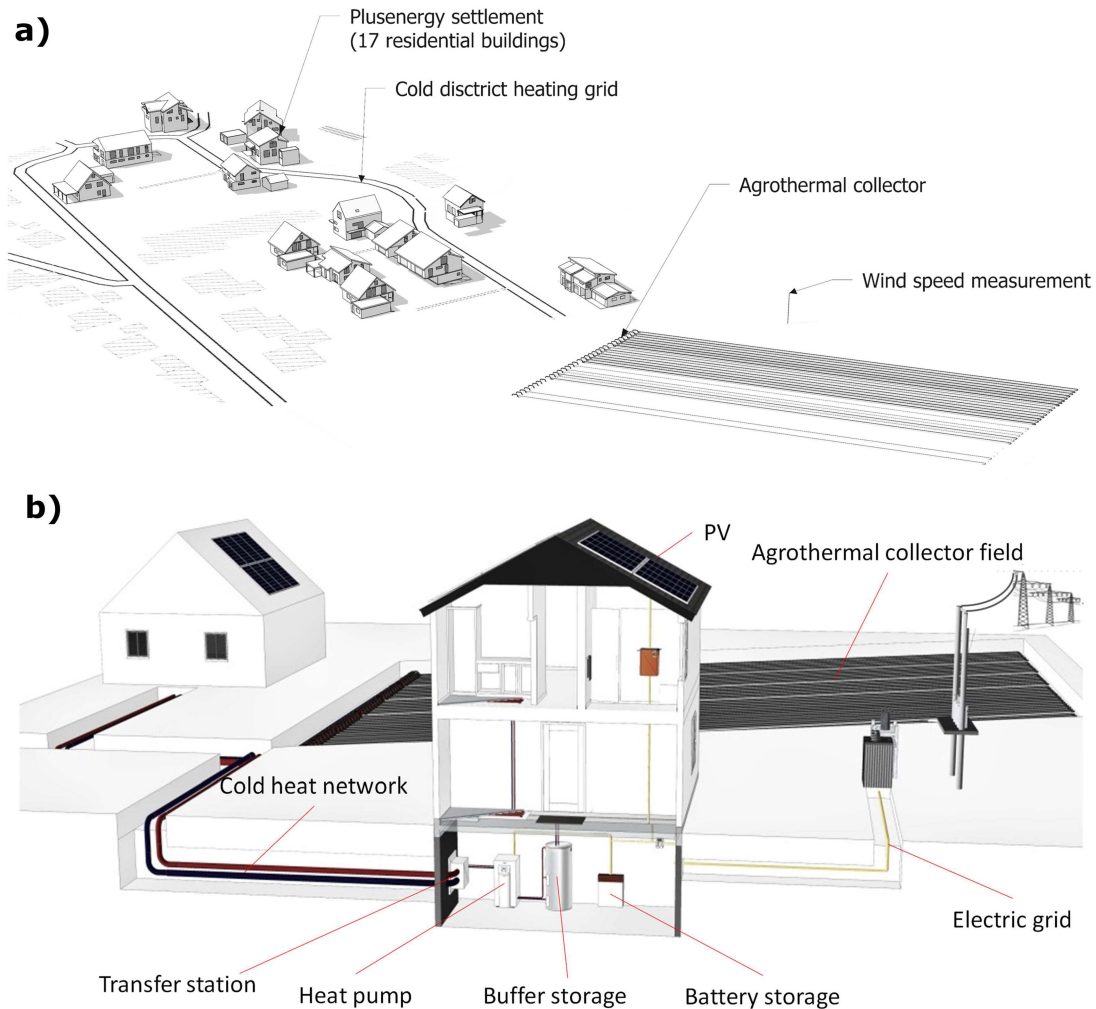 a)
Plusenergy settlement
(17 residential buildings)
Cold disctrict heating grid
Agrothermal collector
Wind speed measurement
b)
PV
Agrothermal collector field
Cold heat network
Electric grid
Transfer station
Heat pump
Buffer storage
Battery storage